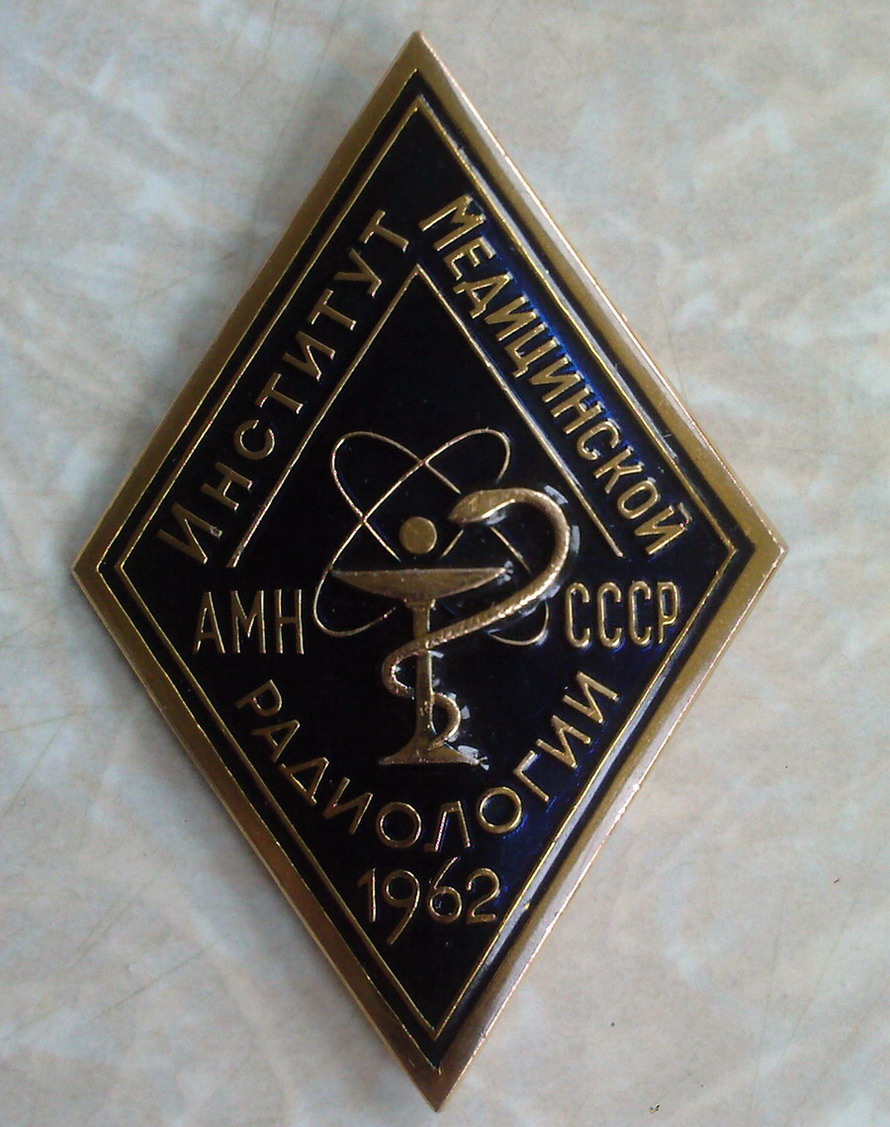 Институт
Медицинской
АМН СССР
Радиологии
1962